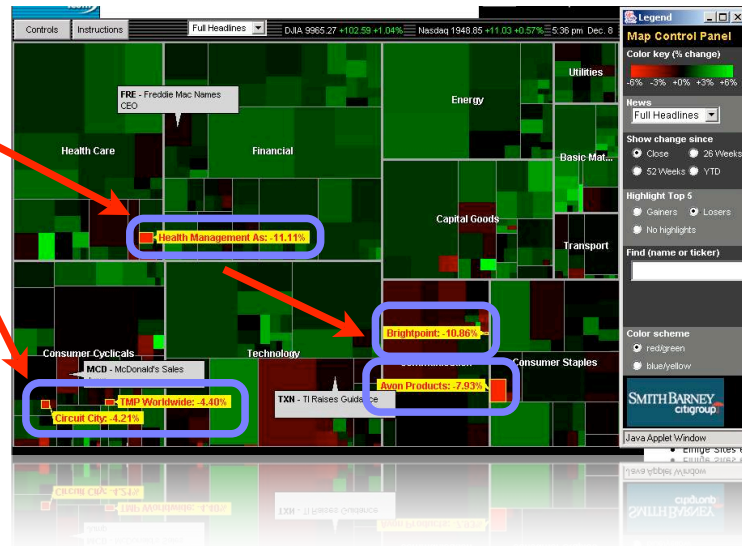 Controls
Instructions
Full Headlines
DJIA 9965.27 +102.59 +1.04%
Nasdaq 1948.85 +11.03 +0.57%
5:36 pm Dec. 8
FRE - Freddie Mac Names
CEO
Health Care
Financial
Energy
Utilities
Basic Mat...
Capital Goods
Transport
Health Management As: -11.11%
Brightpoint: -10.86%
Consumer Cyclicals
Technology
Consumer Staples
MCD - McDonald's Sales
Avon Products: -7.93%
TMP Worldwide: -4.40%
Circuit City: -4.21%
TXN - TI Raises Guidance
Legend
Map Control Panel
Color key (% change)
-6% -3% +0% +3% +6%
News
Full Headlines
Show change since
Close
26 Weeks
52 Weeks
YTD
Highlight Top 5
Gainers
Losers
No highlights
Find (name or ticker)
Color scheme
red/green
blue/yellow
SMITH BARNEY
citigroup
Java Applet Window
Einige Sites